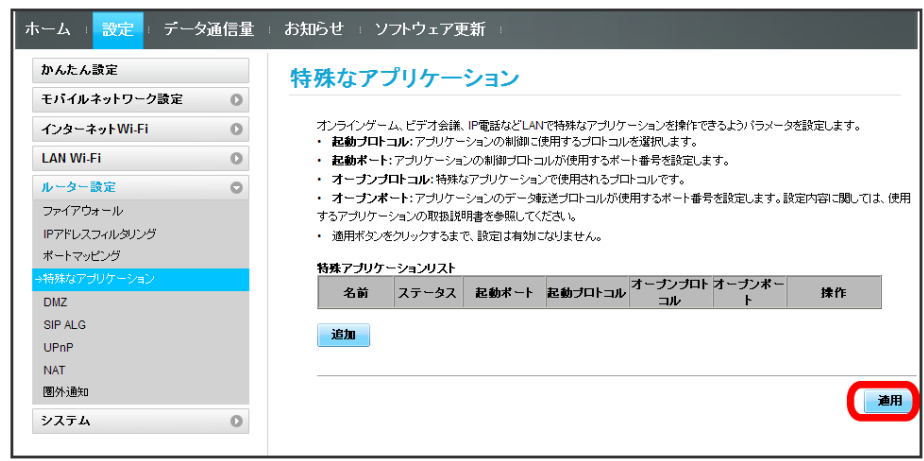 ホーム 設定 データ通信量 お知らせ ソフトウェア更新
かんたん設定
モバイルネットワーク設定
インターネットWi-Fi
LAN Wi-Fi
ルーター設定
ファイアウォール
IPアドレスフィルタリング
ポートマッピング
→特殊なアプリケーション
DMZ
SIP ALG
UPnP
NAT
圏外通知
システム
特殊なアプリケーション
オンラインゲーム、ビデオ会議、IP電話などLANで特殊なアプリケーションを操作できるようパラメータを設定します。
・ 起動プロトコル: アプリケーションの制御に使用するプロトコルを選択します。
・ 起動ポート: アプリケーションの制御プロトコルが使用するポート番号を設定します。
・ オープンプロトコル: 特殊なアプリケーションで使用されるプロトコルです。
・ オープンポート: アプリケーションのデータ転送プロトコルが使用するポート番号を設定します。設定内容に関しては、使用
するアプリケーションの取扱説明書を参照してください。
・ 適用ボタンをクリックするまで、設定は有効になりません。
特殊アプリケーションリスト
名前 ステータス 起動ポート 起動プロトコル オープンプロトコル オープンポート 操作
追加
適用